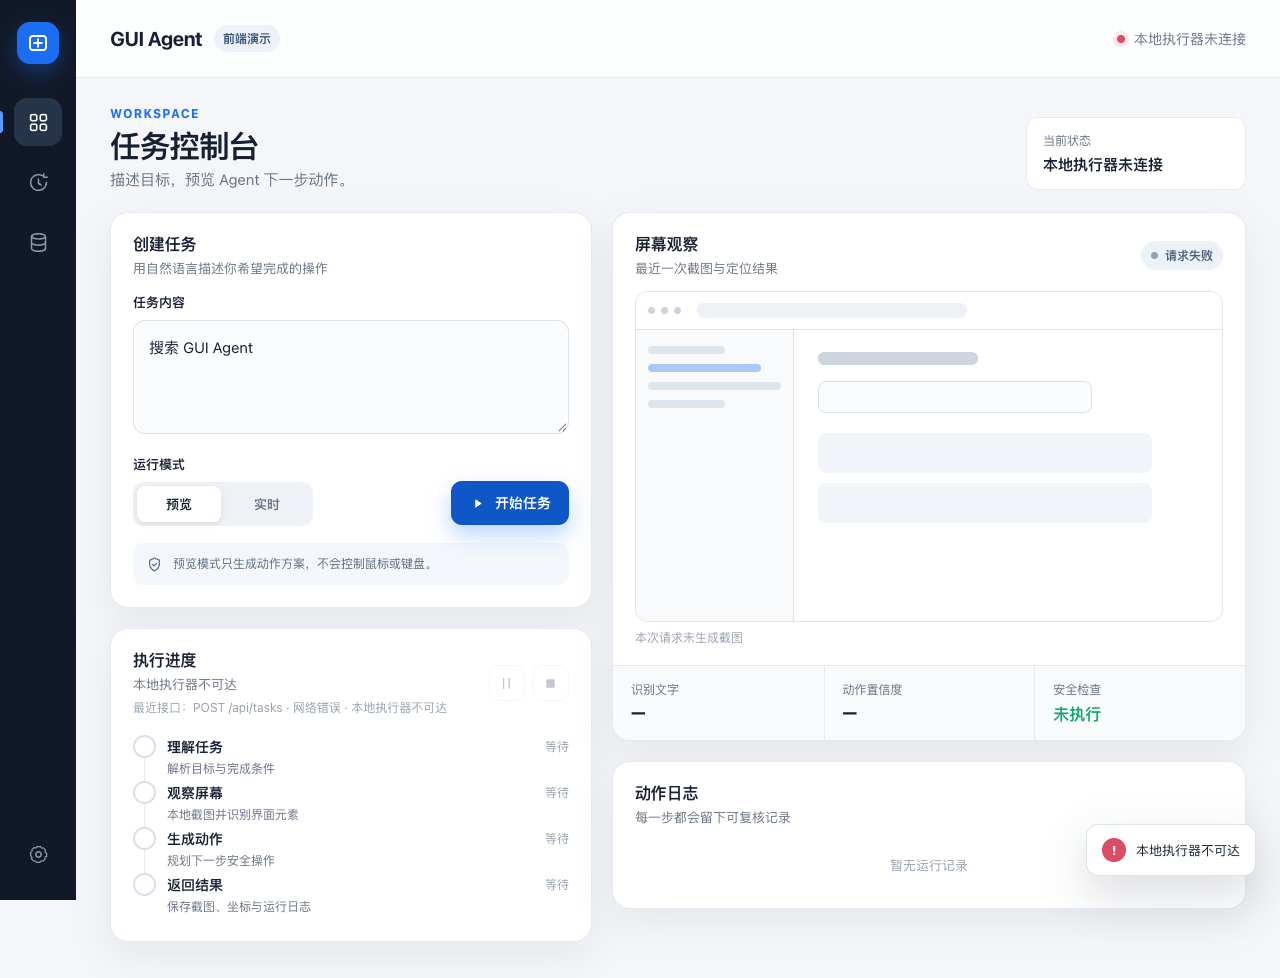 GUI Agent
前端演示
本地执行器未连接
WORKSPACE
任务控制台
描述目标，预览 Agent 下一步动作。
当前状态
本地执行器未连接
创建任务
用自然语言描述你希望完成的操作
任务内容
搜索 GUI Agent
运行模式
预览
实时
开始任务
预览模式只生成动作方案，不会控制鼠标或键盘。
执行进度
本地执行器不可达
最近接口：POST /api/tasks · 网络错误 · 本地执行器不可达
理解任务
等待
解析目标与完成条件
观察屏幕
等待
本地截图并识别界面元素
生成动作
等待
规划下一步安全操作
返回结果
等待
保存截图、坐标与运行日志
屏幕观察
最近一次截图与定位结果
请求失败
本次请求未生成截图
识别文字
—
动作置信度
—
安全检查
未执行
动作日志
每一步都会留下可复核记录
暂无运行记录
本地执行器不可达